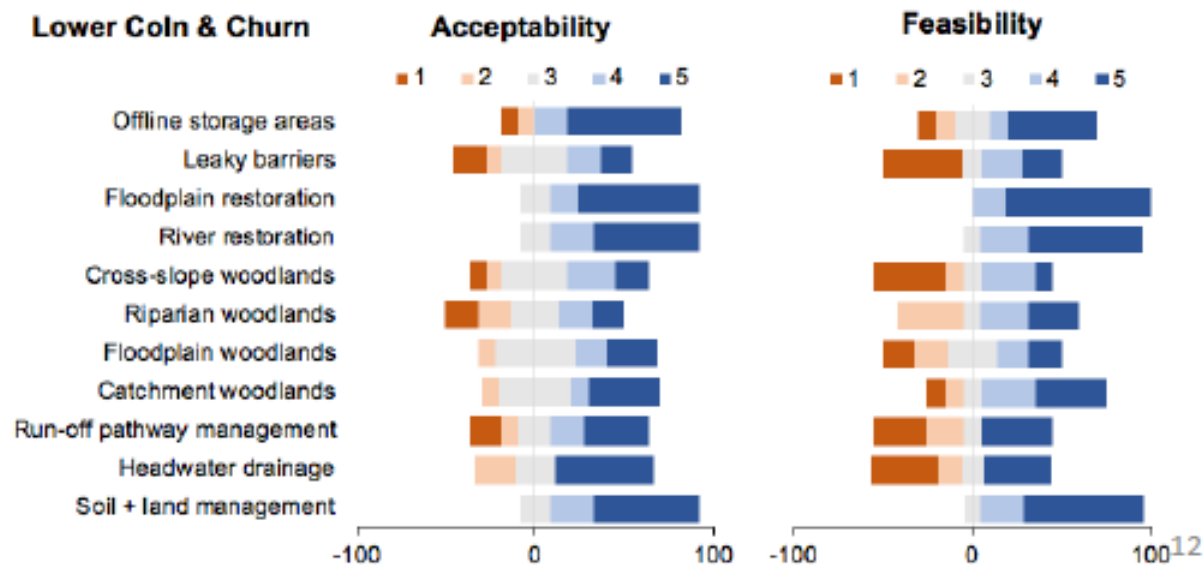 Lower Coln & Churn
Acceptability
Feasibility
1 2 3 4 5
1 2 3 4 5
Offline storage areas
Leaky barriers
Floodplain restoration
River restoration
Cross-slope woodlands
Riparian woodlands
Floodplain woodlands
Catchment woodlands
Run-off pathway management
Headwater drainage
Soil + land management
-100 0 100
-100 0 100
12